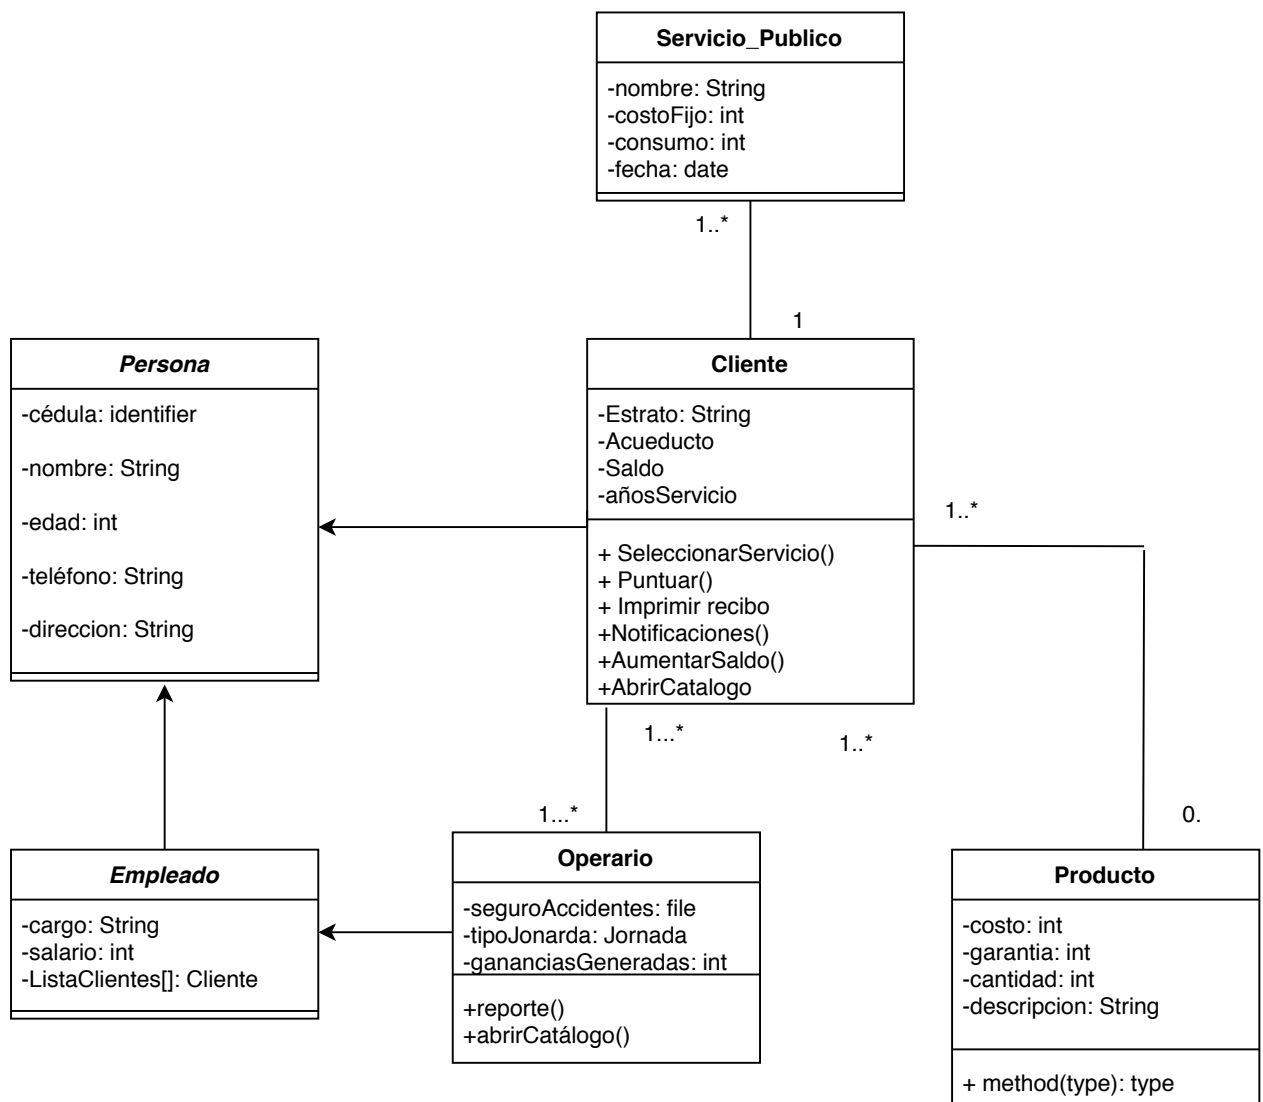 Servicio_Publico
-nombre: String
-costoFijo: int
-consumo: int
-fecha: date
1..*
1
Persona
-cédula: identifier
-nombre: String
-edad: int
-teléfono: String
-direccion: String
Cliente
-Estrato: String
-Acueducto
-Saldo
-añosServicio
+ SeleccionarServicio()
+ Puntuar()
+ Imprimir recibo
+Notificaciones()
+AumentarSaldo()
+AbrirCatalogo
1..*
1...*
1..*
1...*
0.
Empleado
-cargo: String
-salario: int
-ListaClientes[]: Cliente
Operario
-seguroAccidentes: file
-tipoJonarda: Jornada
-gananciasGeneradas: int
+reporte()
+abrirCatálogo()
Producto
-costo: int
-garantia: int
-cantidad: int
-descripcion: String
+ method(type): type